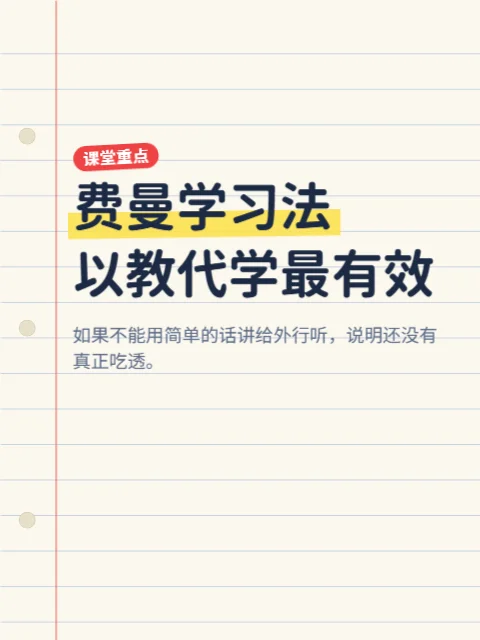 课堂重点
费曼学习法
以教代学最有效
如果不能用简单的话讲给外行听，说明还没有
真正吃透。